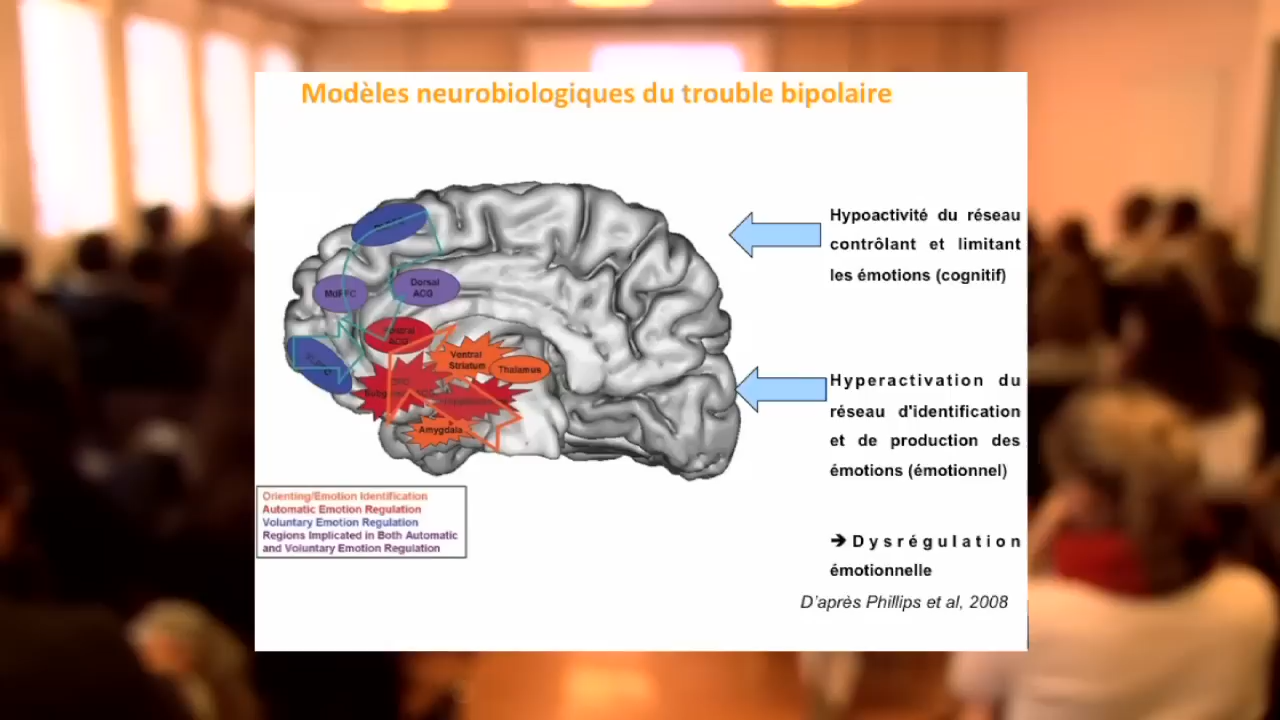 Modèles neurobiologiques du trouble bipolaire
Hypoactivité du réseau
contrôlant et limitant
les émotions (cognitif)
Dorsal
ACG
MdPFC
Ventral
ACG
Ventral
Striatum
Thalamus
Amygdala
Hyperactivation du
réseau d'identification
et de production des
émotions (émotionnel)
Orienting/Emotion Identification
Automatic Emotion Regulation
Voluntary Emotion Regulation
Regions Implicated in Both Automatic
and Voluntary Emotion Regulation
➔ Dysrégulation
émotionnelle
D'après Phillips et al, 2008